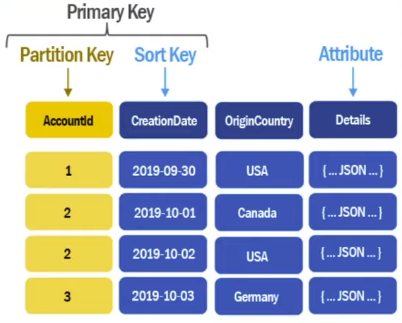 Primary Key
Partition Key Sort Key Attribute
AccountId CreationDate OriginCountry Details
1 2019-09-30 USA { ... JSON ... }
2 2019-10-01 Canada { ... JSON ... }
2 2019-10-02 USA { ... JSON ... }
3 2019-10-03 Germany { ... JSON ... }